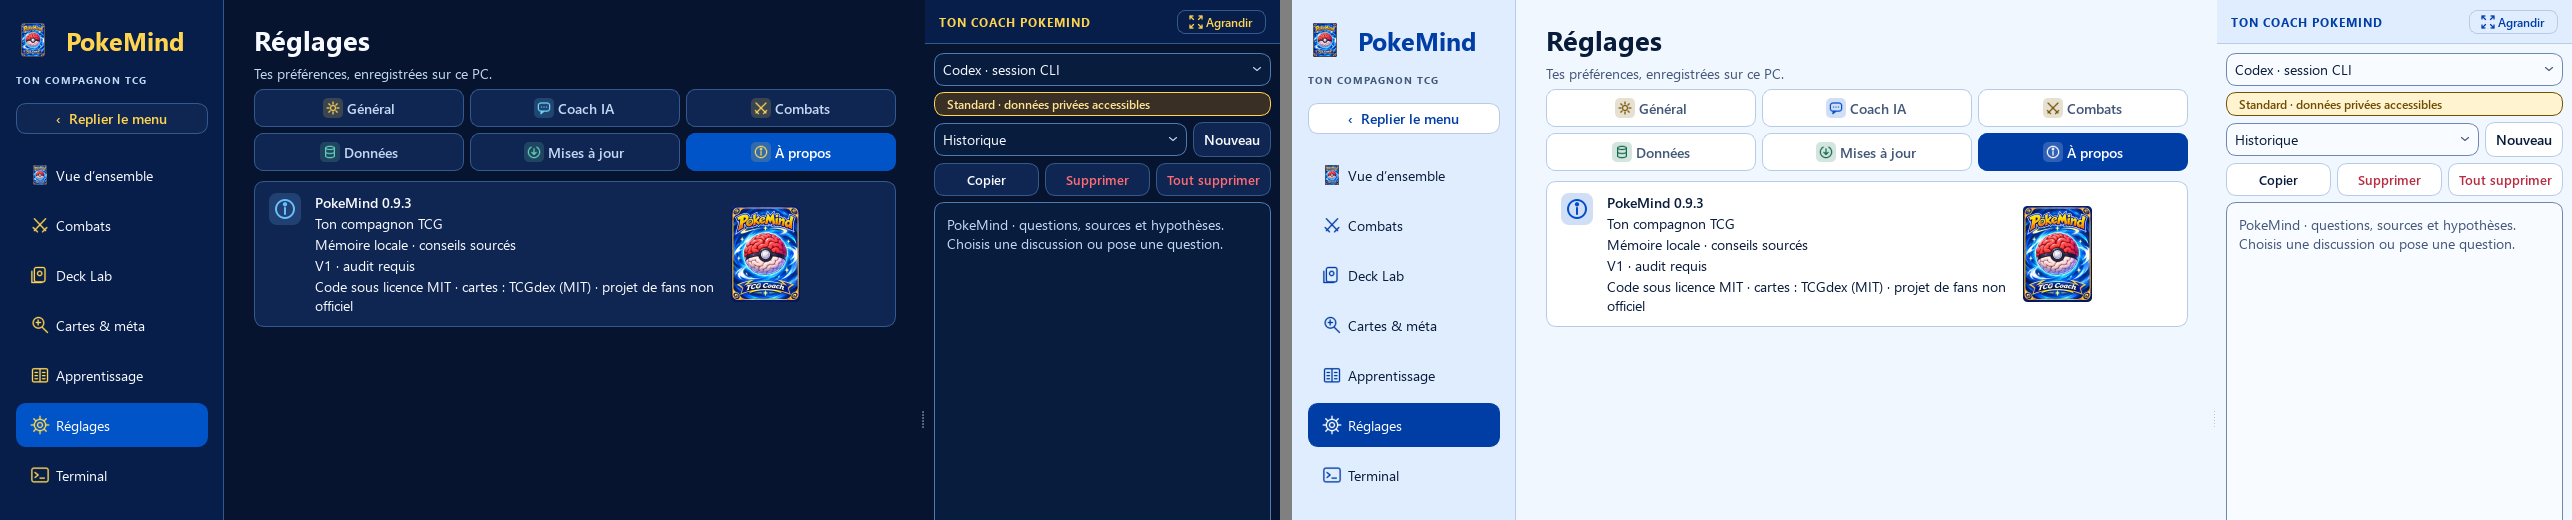 PokeMind
TON COMPAGNON TCG
‹ Replier le menu
Vue d'ensemble
Combats
Deck Lab
Cartes & méta
Apprentissage
Réglages
Terminal
Réglages
Tes préférences, enregistrées sur ce PC.
Général
Coach IA
Combats
Données
Mises à jour
À propos
PokeMind 0.9.3
Ton compagnon TCG
Mémoire locale · conseils sourcés
V1 · audit requis
Code sous licence MIT · cartes : TCGdex (MIT) · projet de fans non
officiel
PokeMind
TCG Coach
TON COACH POKEMIND
Agrandir
Codex · session CLI
Standard · données privées accessibles
Historique
Nouveau
Copier
Supprimer
Tout supprimer
PokeMind · questions, sources et hypothèses.
Choisis une discussion ou pose une question.
PokeMind
TON COMPAGNON TCG
‹ Replier le menu
Vue d'ensemble
Combats
Deck Lab
Cartes & méta
Apprentissage
Réglages
Terminal
Réglages
Tes préférences, enregistrées sur ce PC.
Général
Coach IA
Combats
Données
Mises à jour
À propos
PokeMind 0.9.3
Ton compagnon TCG
Mémoire locale · conseils sourcés
V1 · audit requis
Code sous licence MIT · cartes : TCGdex (MIT) · projet de fans non
officiel
PokeMind
TCG Coach
TON COACH POKEMIND
Agrandir
Codex · session CLI
Standard · données privées accessibles
Historique
Nouveau
Copier
Supprimer
Tout supprimer
PokeMind · questions, sources et hypothèses.
Choisis une discussion ou pose une question.